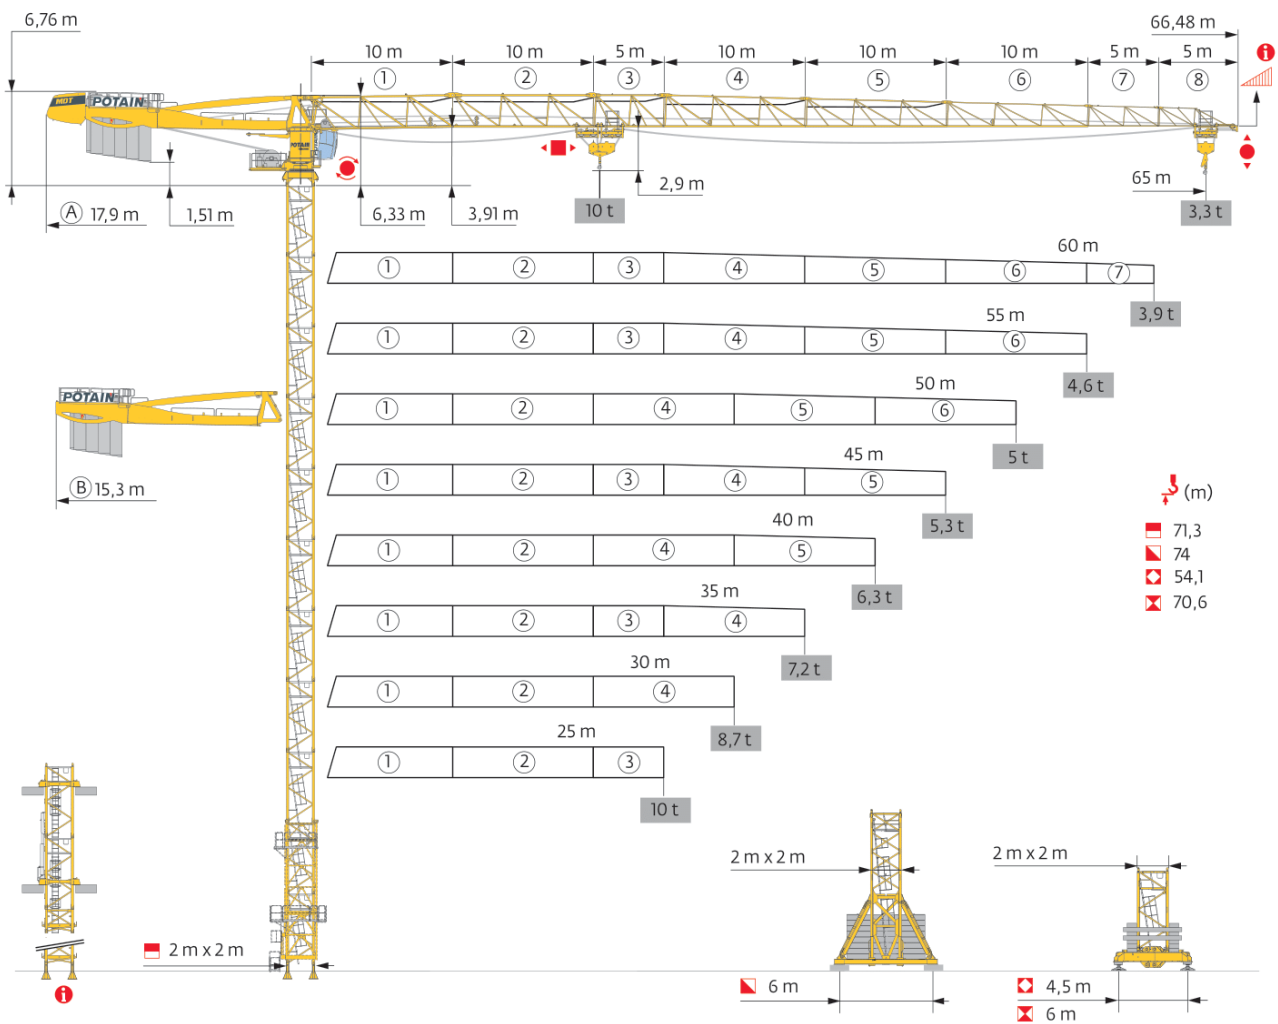 6,76 m
66,48 m
10 m 10 m 5 m 10 m 10 m 10 m 5 m 5 m
1 2 3 4 5 6 7 8
i
MDT POTAIN
POTAIN
2,9 m
65 m
A 17,9 m 1,51 m 6,33 m 3,91 m 10 t 3,3 t
60 m
1 2 3 4 5 6 7
3,9 t
55 m
1 2 3 4 5 6
4,6 t
50 m
POTAIN
1 2 4 5 6
5 t
45 m
1 2 3 4 5
B 15,3 m
5,3 t
(m)
71,3
74
54,1
70,6
40 m
1 2 4 5
6,3 t
35 m
1 2 3 4
7,2 t
30 m
1 2 4
8,7 t
25 m
1 2 3
10 t
2 m x 2 m
2 m x 2 m
2 m x 2 m
i
6 m
4,5 m
6 m